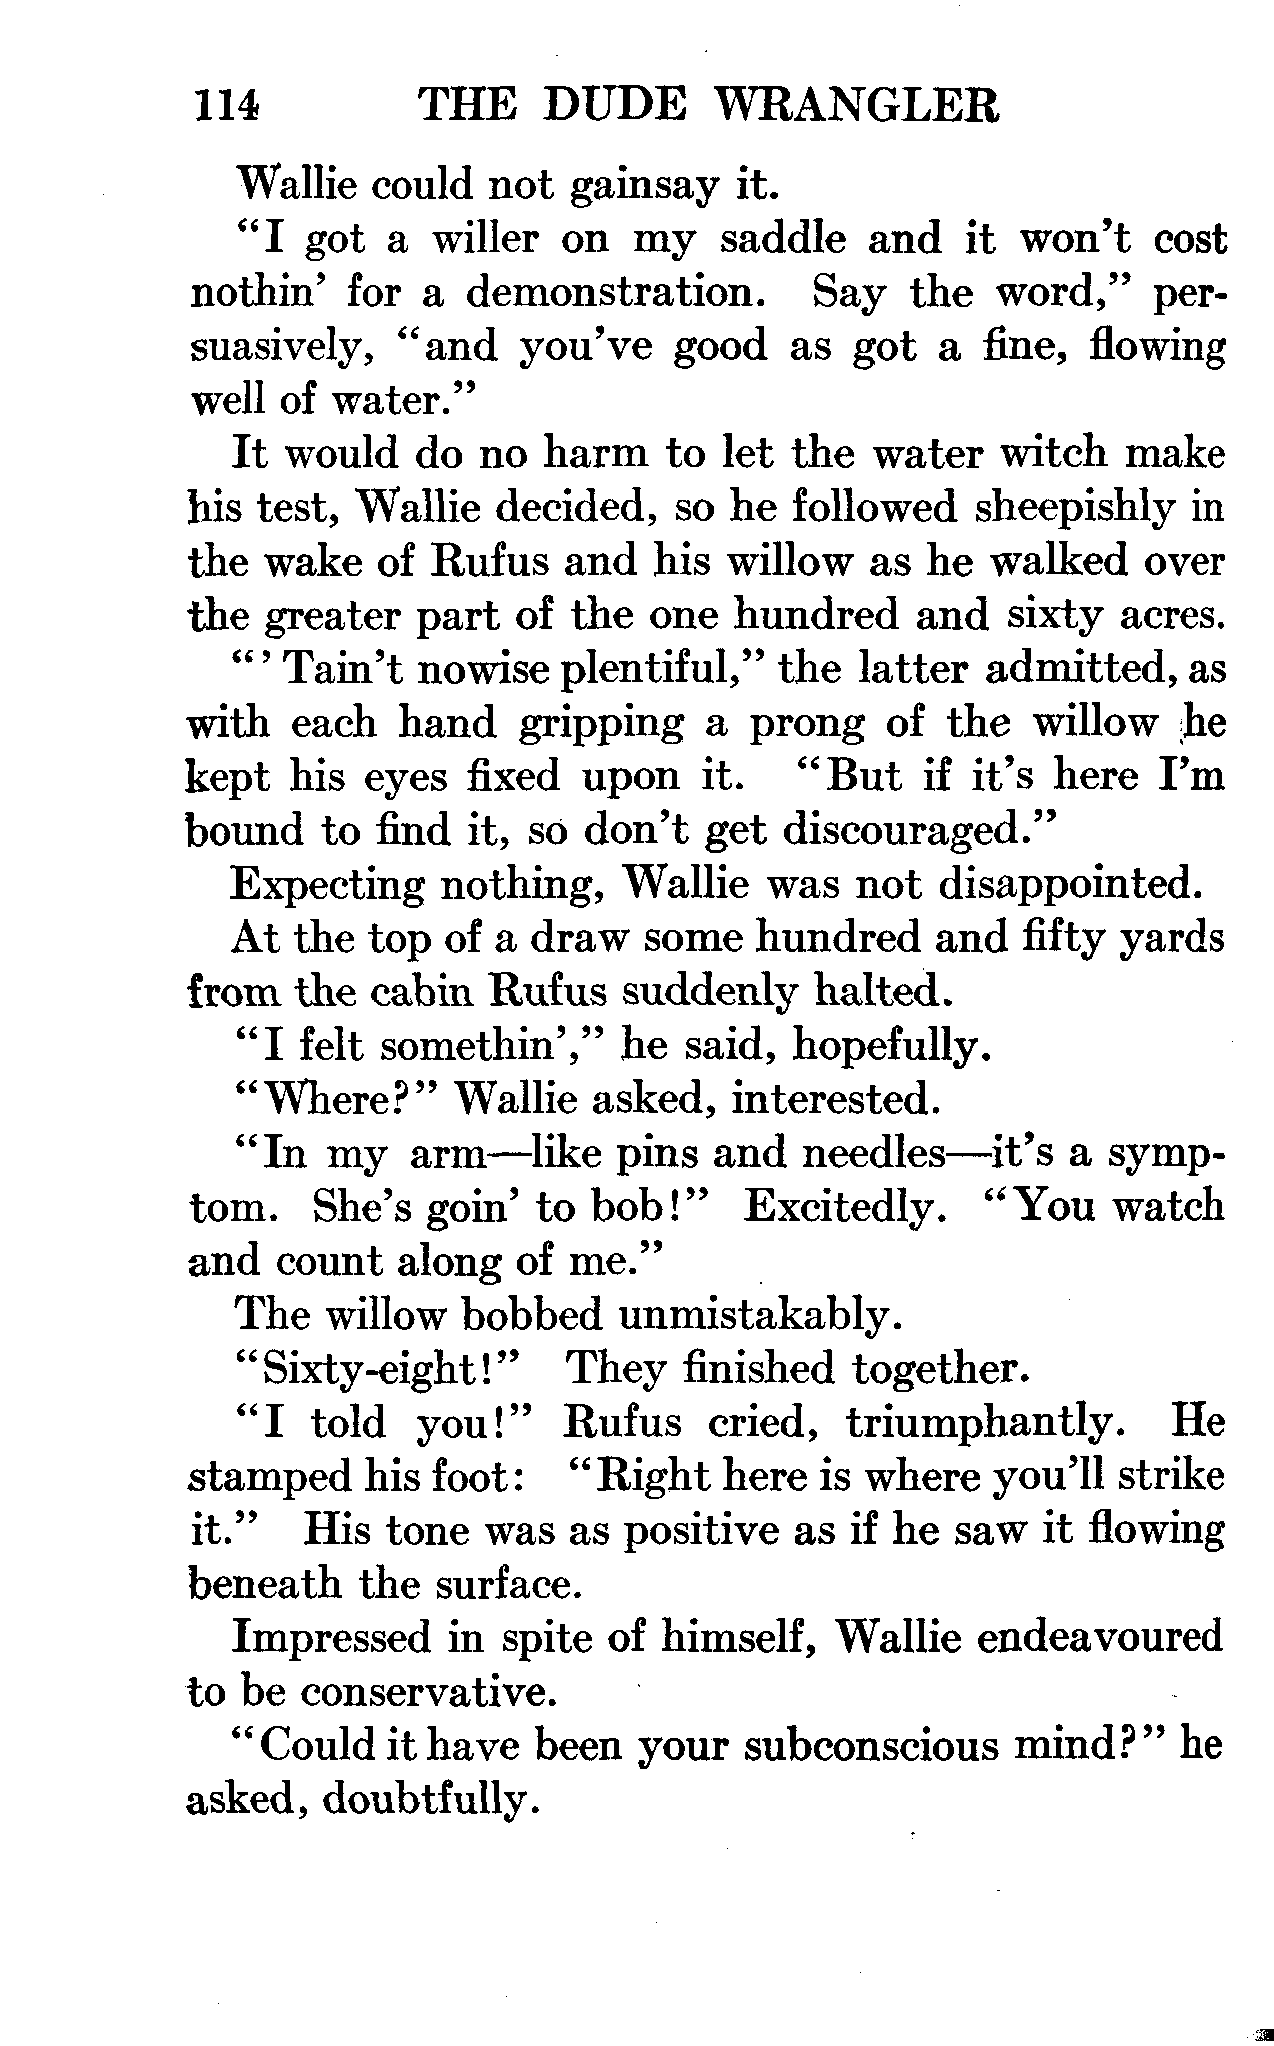 114 THE DUDE WRANGLER
Wallie could not gainsay it.
“I got a willer on my saddle and it won’t cost
nothin’ for a demonstration. Say the word,” per-
suasively, “and you’ve good as got a fine, flowing
well of water.”
It would do no harm to let the water witch make
his test, Wallie decided, so he followed sheepishly in
the wake of Rufus and his willow as he walked over
the greater part of the one hundred and sixty acres.
“’Tain’t nowise plentiful,” the latter admitted, as
with each hand gripping a prong of the willow he
kept his eyes fixed upon it. “But if it’s here I’m
bound to find it, so don’t get discouraged.”
Expecting nothing, Wallie was not disappointed.
At the top of a draw some hundred and fifty yards
from the cabin Rufus suddenly halted.
“I felt somethin’,” he said, hopefully.
“Where?” Wallie asked, interested.
“In my arm—like pins and needles—it’s a symp-
tom. She’s goin’ to bob!” Excitedly. “You watch
and count along of me.”
The willow bobbed unmistakably.
“Sixty-eight!” They finished together.
“I told you!” Rufus cried, triumphantly. He
stamped his foot: “Right here is where you’ll strike
it.” His tone was as positive as if he saw it flowing
beneath the surface.
Impressed in spite of himself, Wallie endeavoured
to be conservative.
“Could it have been your subconscious mind?” he
asked, doubtfully.